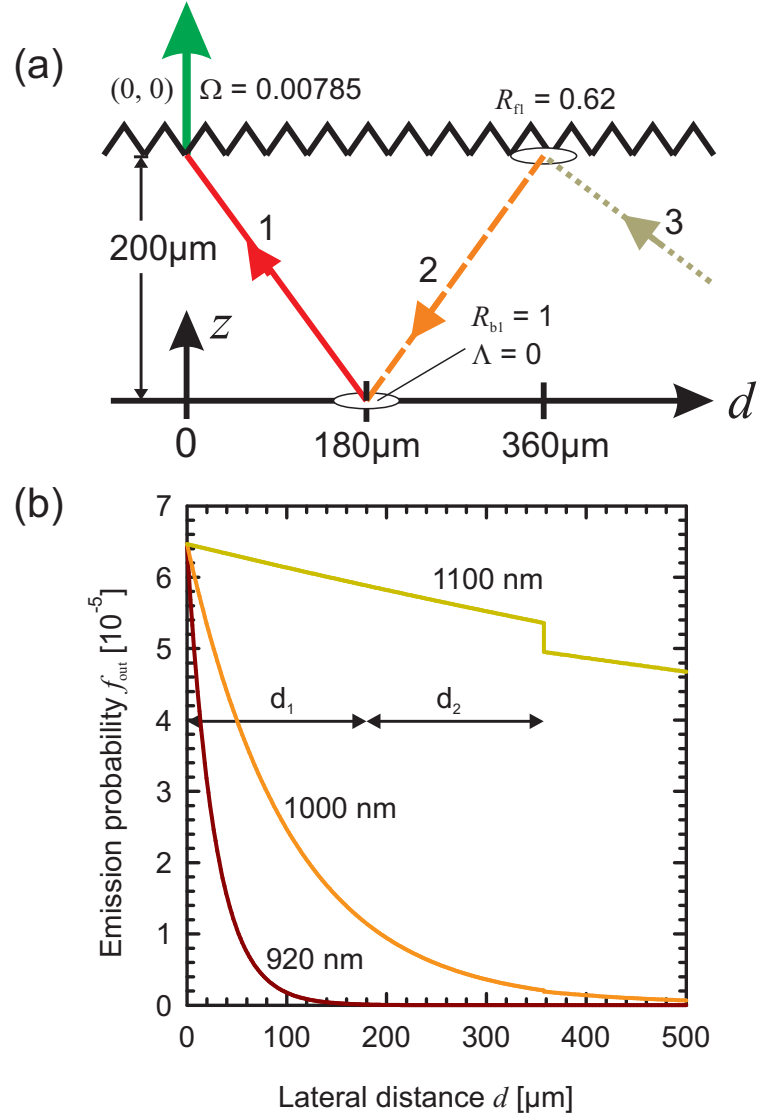 (a)
(0, 0) Ω = 0.00785
R_f1 = 0.62
1
3
200μm
2
z
R_b1 = 1
Λ = 0
d
0 180μm 360μm
(b)
7
6
5
4
3
2
1
0
Emission probability f_out [10^-5]
1100 nm
d_1 d_2
1000 nm
920 nm
0 100 200 300 400 500
Lateral distance d [μm]